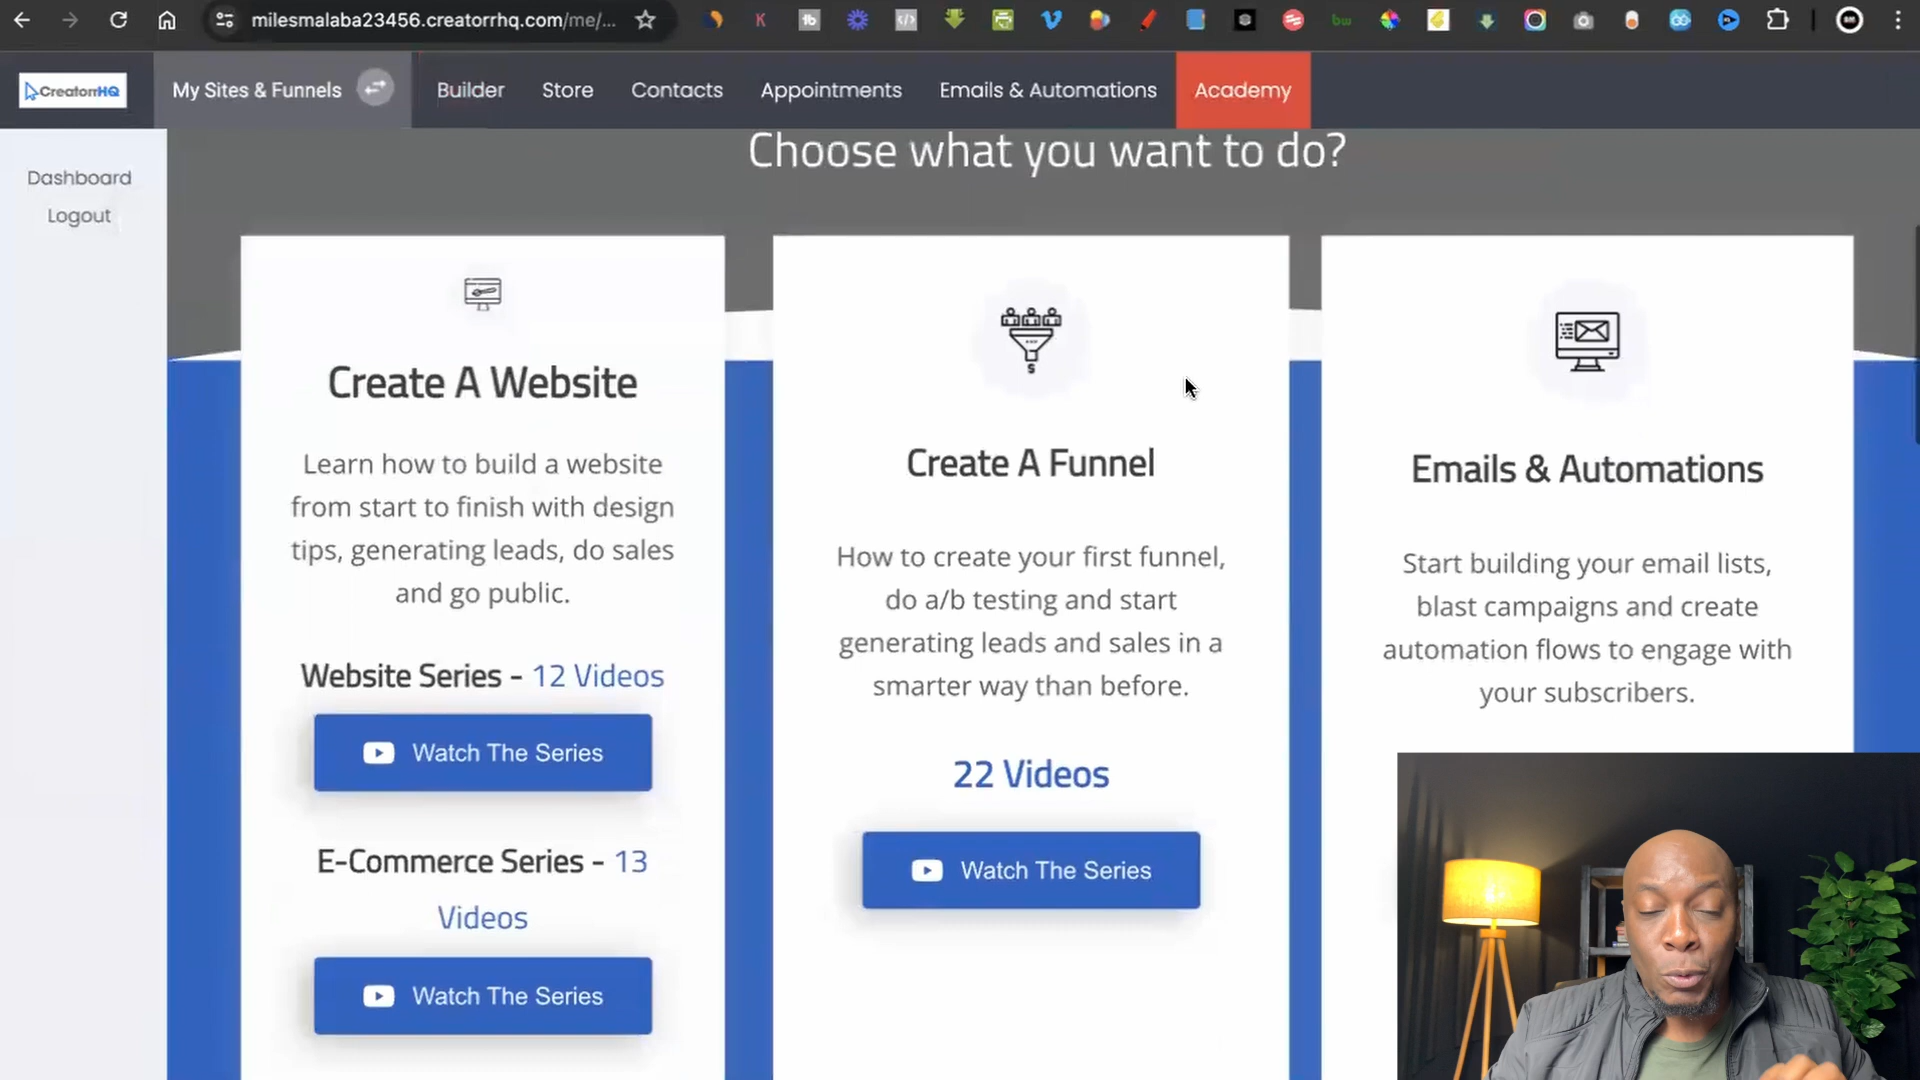 milesmalaba23456.creatorrhq.com/me/...
CreatorrHQ
My Sites & Funnels
Builder
Store
Contacts
Appointments
Emails & Automations
Academy
Dashboard
Logout
Choose what you want to do?
Create A Website
Learn how to build a website
from start to finish with design
tips, generating leads, do sales
and go public.
Website Series - 12 Videos
Watch The Series
E-Commerce Series - 13
Videos
Watch The Series
Create A Funnel
How to create your first funnel,
do a/b testing and start
generating leads and sales in a
smarter way than before.
22 Videos
Watch The Series
Emails & Automations
Start building your email lists,
blast campaigns and create
automation flows to engage with
your subscribers.